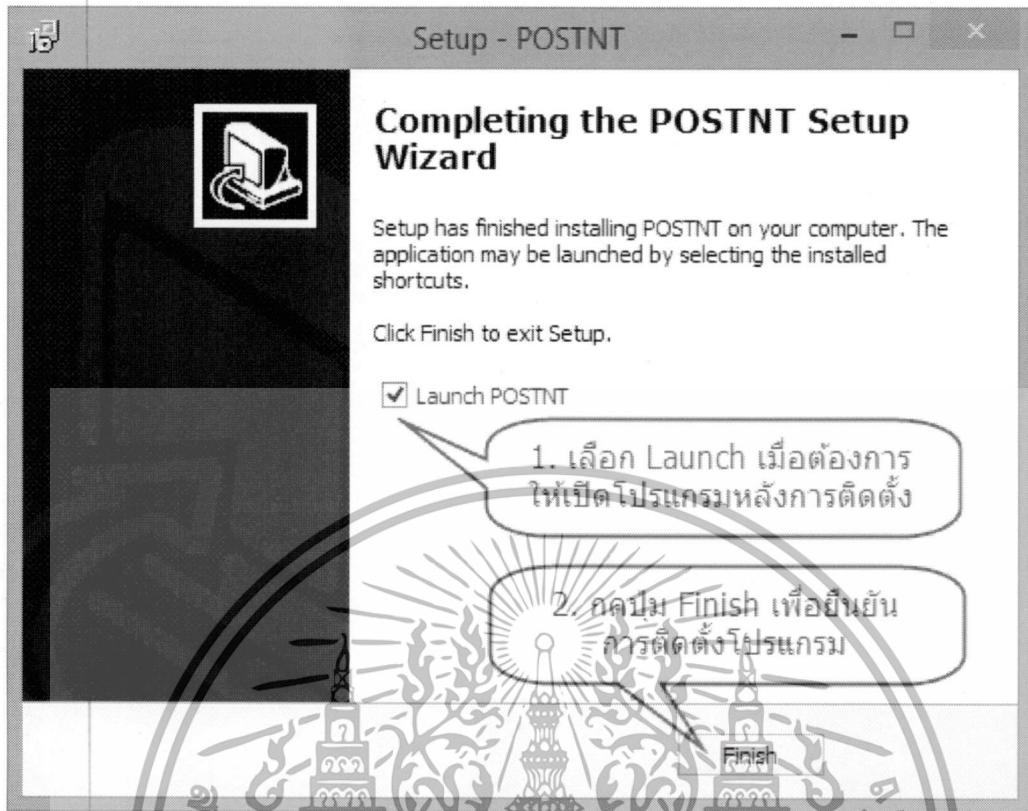 Setup - POSTNT
Completing the POSTNT Setup
Wizard
Setup has finished installing POSTNT on your computer. The
application may be launched by selecting the installed
shortcuts.
Click Finish to exit Setup.
Launch POSTNT
1. เลือก Launch เมื่อต้องการ
ให้เปิดโปรแกรมหลังการติดตั้ง
2. กดปุ่ม Finish เพื่อยืนยัน
การติดตั้งโปรแกรม
Finish